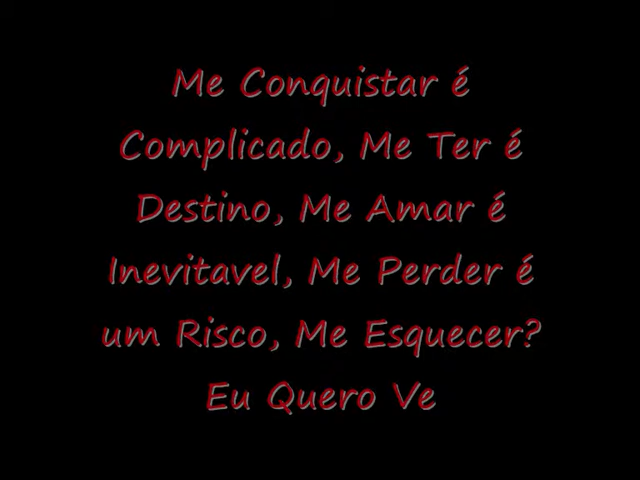 Me Conquistar é
Complicado, Me Ter é
Destino, Me Amar é
Inevitavel, Me Perder é
um Risco, Me Esquecer?
Eu Quero Ve